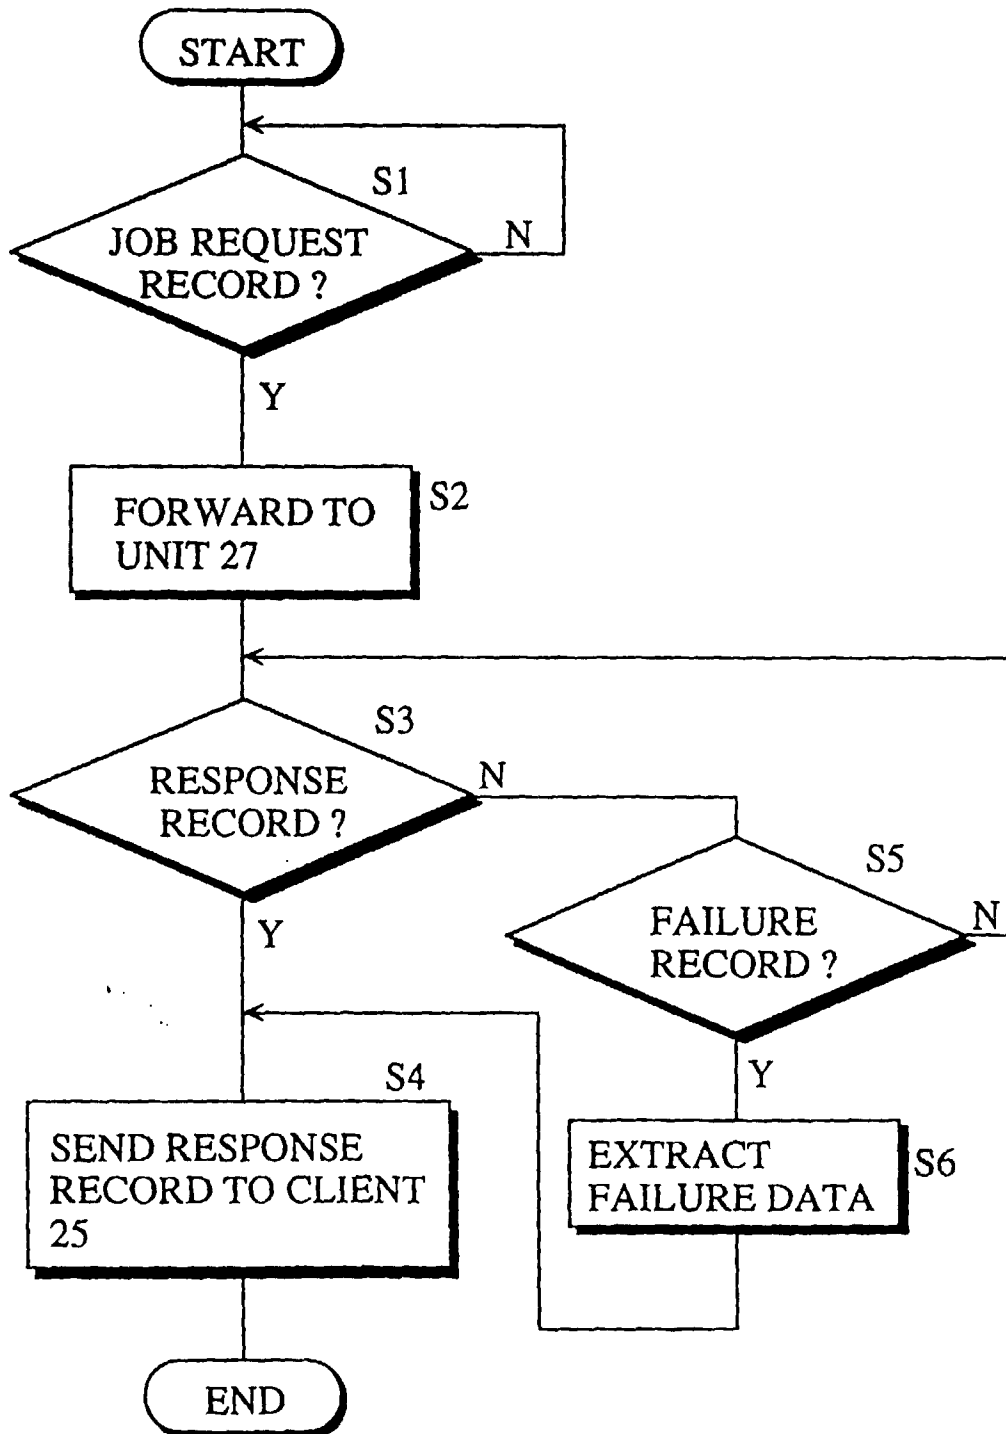 START
S1
JOB REQUEST
RECORD ?
N
Y
S2
FORWARD TO
UNIT 27
S3
RESPONSE
RECORD ?
N
Y
S5
FAILURE
RECORD ?
N
Y
S4
SEND RESPONSE
RECORD TO CLIENT
25
EXTRACT
FAILURE DATA
S6
END